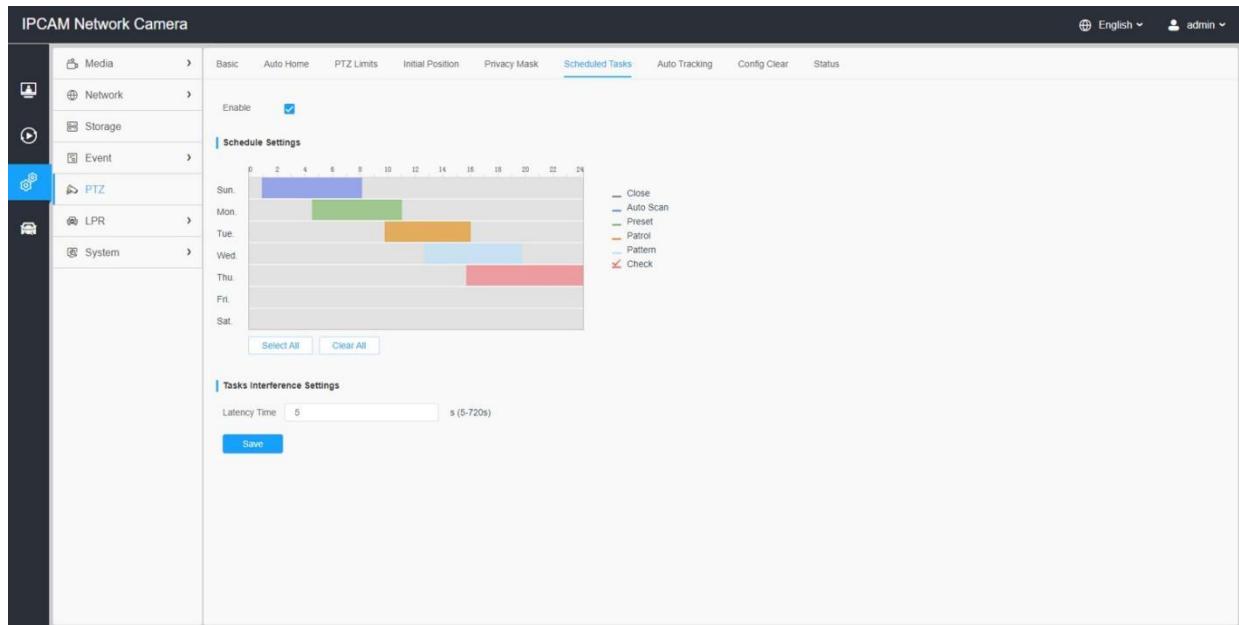 IPCAM Network Camera
English
admin
Media
Network
Storage
Event
PTZ
LPR
System
Basic Auto Home PTZ Limits Initial Position Privacy Mask Scheduled Tasks Auto Tracking Config Clear Status
Enable
Schedule Settings
0 2 4 6 8 10 12 14 16 18 20 22 24
Sun.
Mon.
Tue.
Wed.
Thu.
Fri.
Sat.
Close
Auto Scan
Preset
Patrol
Pattern
Check
Select All Clear All
Tasks Interference Settings
Latency Time 5 s (5-720s)
Save